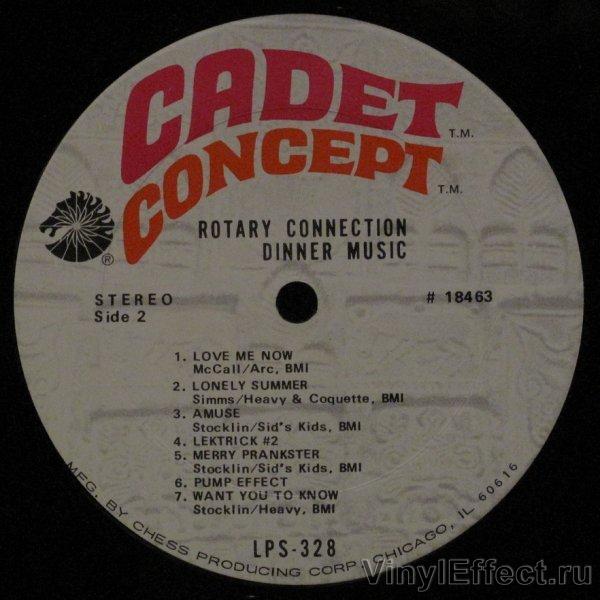 CADET T.M.
CONCEPT T.M.
ROTARY CONNECTION
DINNER MUSIC
®
STEREO # 18463
Side 2
1. LOVE ME NOW
McCall/Arc, BMI
2. LONELY SUMMER
Simms/Heavy & Coquette, BMI
3. AMUSE
Stocklin/Sid's Kids, BMI
4. LEKTRICK #2
5. MERRY PRANKSTER
Stocklin/Sid's Kids, BMI
6. PUMP EFFECT
7. WANT YOU TO KNOW
Stocklin/Heavy, BMI
LPS-328
MFG. BY CHESS PRODUCING CORP., CHICAGO, IL 60616
VinylEffect.ru